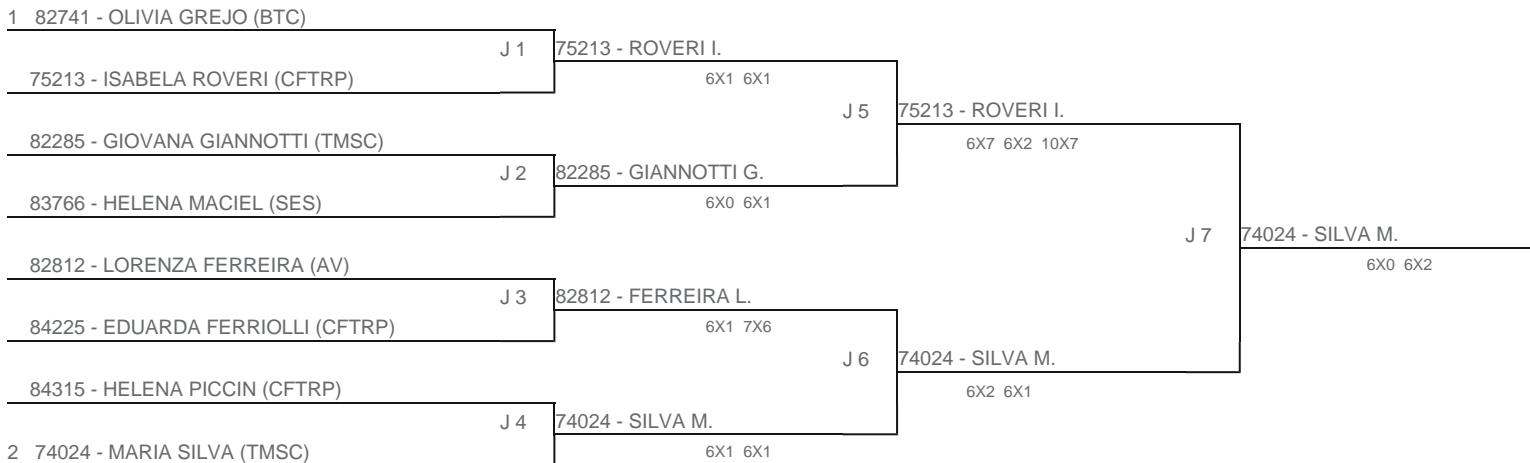 1 82741 - OLIVIA GREJO (BTC)
J 1 75213 - ROVERI I.
75213 - ISABELA ROVERI (CFTRP)
6X1 6X1
J 5 75213 - ROVERI I.
82285 - GIOVANA GIANNOTTI (TMSC)
6X7 6X2 10X7
J 2 82285 - GIANNOTTI G.
83766 - HELENA MACIEL (SES)
6X0 6X1
J 7 74024 - SILVA M.
82812 - LORENZA FERREIRA (AV)
6X0 6X2
J 3 82812 - FERREIRA L.
84225 - EDUARDA FERRIOLLI (CFTRP)
6X1 7X6
J 6 74024 - SILVA M.
84315 - HELENA PICCIN (CFTRP)
6X2 6X1
J 4 74024 - SILVA M.
2 74024 - MARIA SILVA (TMSC)
6X1 6X1